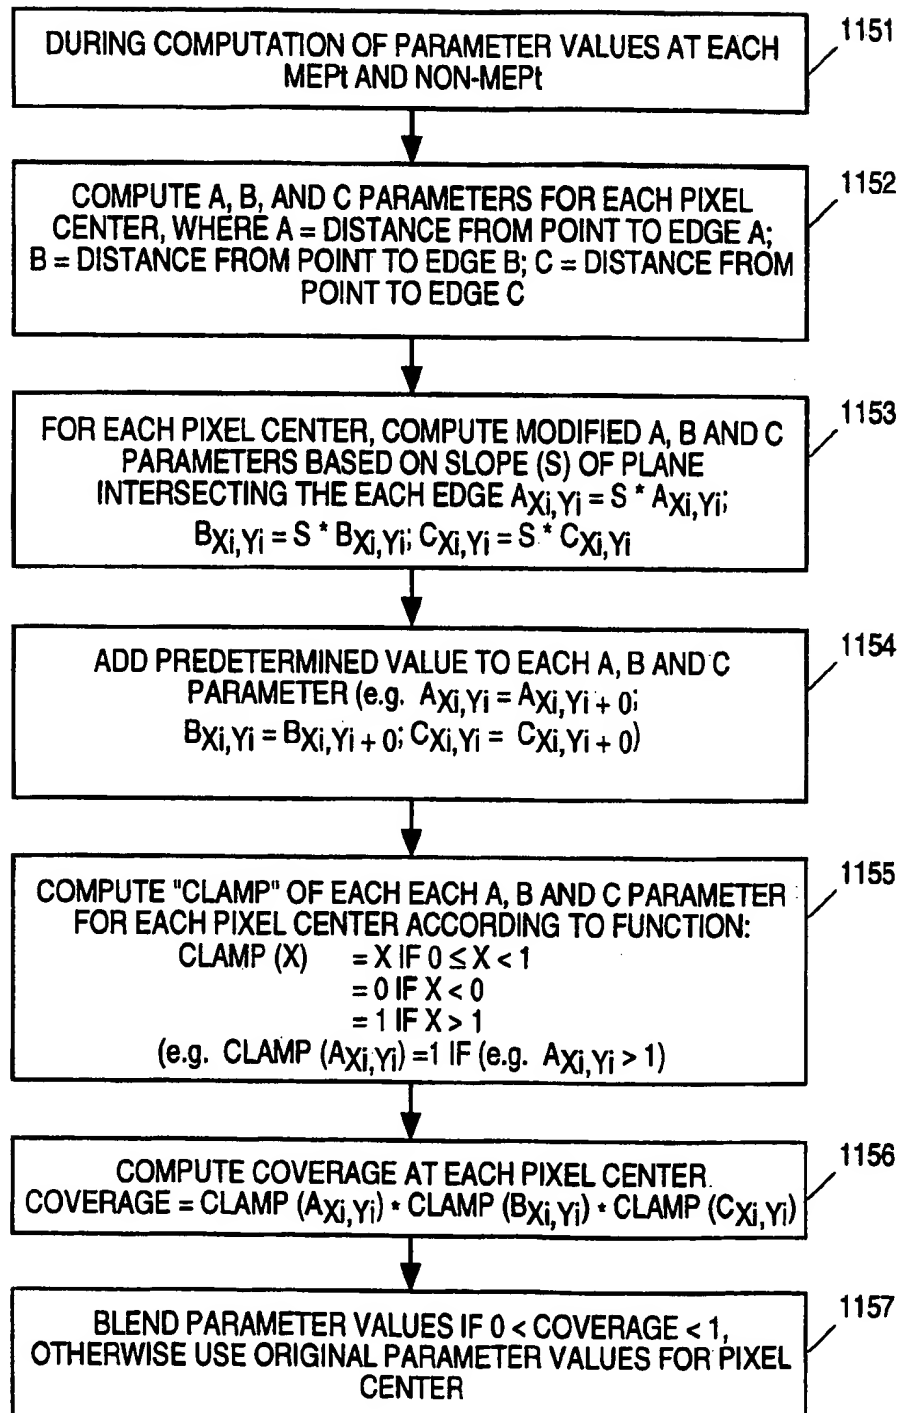 DURING COMPUTATION OF PARAMETER VALUES AT EACH
MEPt AND NON-MEPt
1151
COMPUTE A, B, AND C PARAMETERS FOR EACH PIXEL
CENTER, WHERE A = DISTANCE FROM POINT TO EDGE A;
B = DISTANCE FROM POINT TO EDGE B; C = DISTANCE FROM
POINT TO EDGE C
1152
FOR EACH PIXEL CENTER, COMPUTE MODIFIED A, B AND C
PARAMETERS BASED ON SLOPE (S) OF PLANE
INTERSECTING THE EACH EDGE AXi,Yi = S * AXi,Yi;
BXi,Yi = S * BXi,Yi; CXi,Yi = S * CXi,Yi
1153
ADD PREDETERMINED VALUE TO EACH A, B AND C
PARAMETER (e.g. AXi,Yi = AXi,Yi + 0;
BXi,Yi = BXi,Yi + 0; CXi,Yi = CXi,Yi + 0)
1154
COMPUTE "CLAMP" OF EACH EACH A, B AND C PARAMETER
FOR EACH PIXEL CENTER ACCORDING TO FUNCTION:
CLAMP (X) = X IF 0 ≤ X < 1
= 0 IF X < 0
= 1 IF X > 1
(e.g. CLAMP (AXi,Yi) =1 IF (e.g. AXi,Yi > 1)
1155
COMPUTE COVERAGE AT EACH PIXEL CENTER.
COVERAGE = CLAMP (AXi,Yi) * CLAMP (BXi,Yi) * CLAMP (CXi,Yi)
1156
BLEND PARAMETER VALUES IF 0 < COVERAGE < 1,
OTHERWISE USE ORIGINAL PARAMETER VALUES FOR PIXEL
CENTER
1157